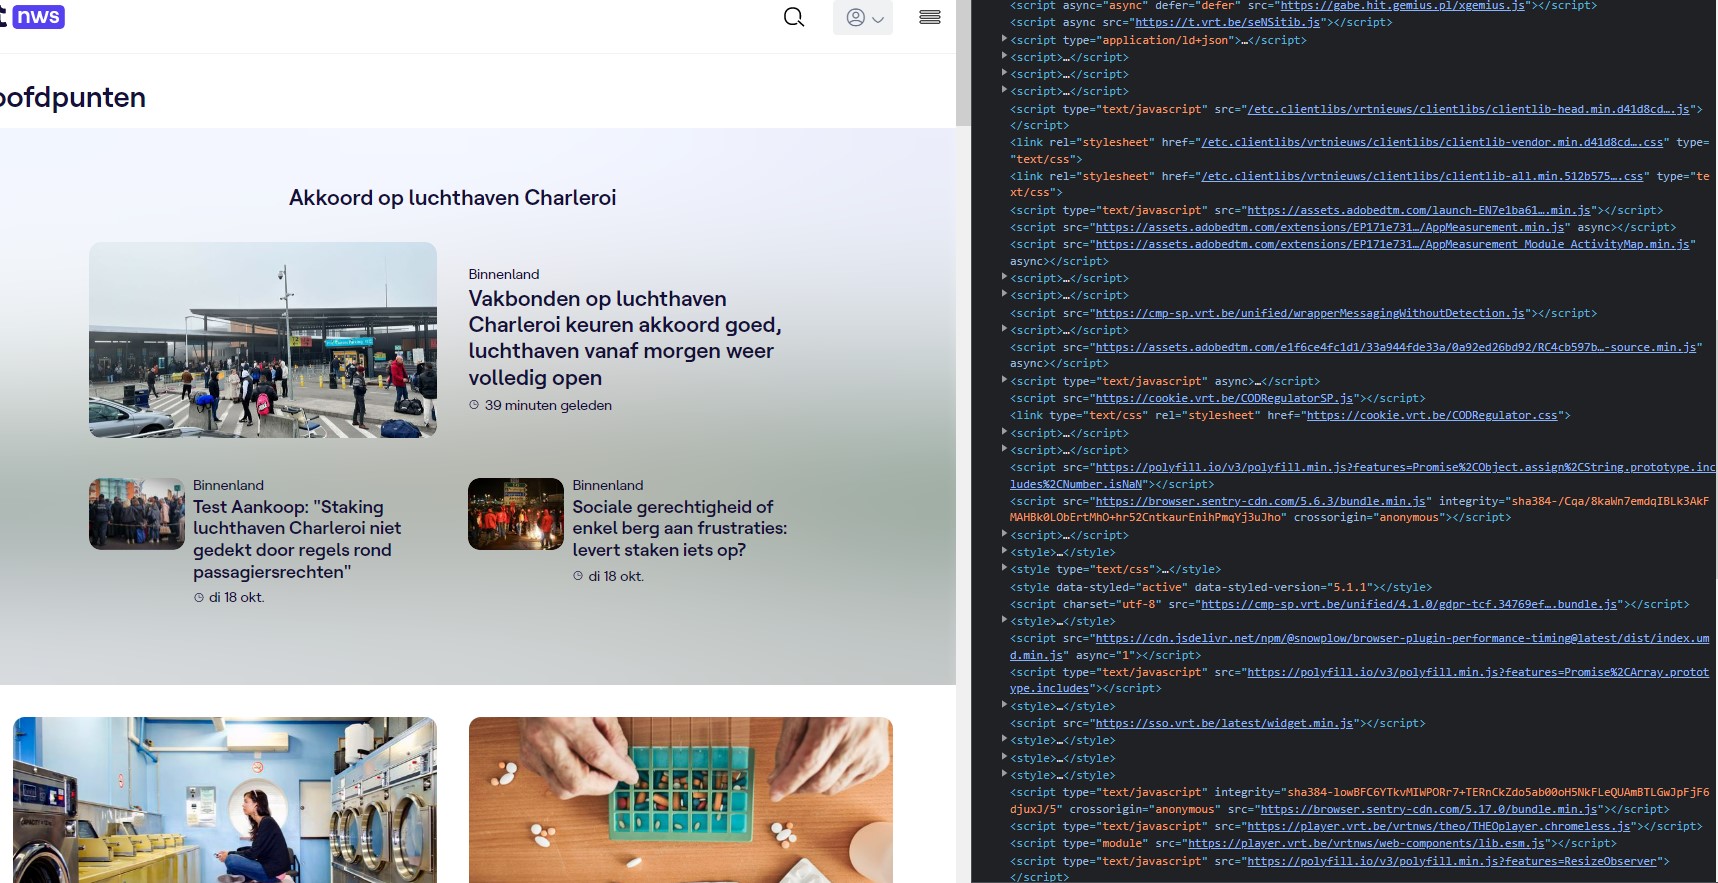 t nws
oofdpunten
Akkoord op luchthaven Charleroi
Binnenland
Vakbonden op luchthaven
Charleroi keuren akkoord goed,
luchthaven vanaf morgen weer
volledig open
39 minuten geleden
Binnenland
Test Aankoop: "Staking
luchthaven Charleroi niet
gedekt door regels rond
passagiersrechten"
di 18 okt.
Binnenland
Sociale gerechtigheid of
enkel berg aan frustraties:
levert staken iets op?
di 18 okt.
<script async="async" defer="defer" src="https://gabe.hit.gemius.pl/xgemius.js"></script>
<script async src="https://t.vrt.be/seNSitib.js"></script>
<script type="application/ld+json">…</script>
<script>…</script>
<script>…</script>
<script>…</script>
<script type="text/javascript" src="/etc.clientlibs/vrtnieuws/clientlibs/clientlib-head.min.d41d8cd….js">
</script>
<link rel="stylesheet" href="/etc.clientlibs/vrtnieuws/clientlibs/clientlib-vendor.min.d41d8cd….css" type=
"text/css">
<link rel="stylesheet" href="/etc.clientlibs/vrtnieuws/clientlibs/clientlib-all.min.512b575….css" type="te
xt/css">
<script type="text/javascript" src="https://assets.adobedtm.com/launch-EN7e1ba61….min.js"></script>
<script src="https://assets.adobedtm.com/extensions/EP171e731…/AppMeasurement.min.js" async></script>
<script src="https://assets.adobedtm.com/extensions/EP171e731…/AppMeasurement_Module_ActivityMap.min.js"
async></script>
<script>…</script>
<script>…</script>
<script src="https://cmp-sp.vrt.be/unified/wrapperMessagingWithoutDetection.js"></script>
<script>…</script>
<script src="https://assets.adobedtm.com/e1f6ce4fc1d1/33a944fde33a/0a92ed26bd92/RC4cb597b…-source.min.js"
async></script>
<script type="text/javascript" async>…</script>
<script src="https://cookie.vrt.be/CODRegulatorSP.js"></script>
<link type="text/css" rel="stylesheet" href="https://cookie.vrt.be/CODRegulator.css">
<script>…</script>
<script>…</script>
<script src="https://polyfill.io/v3/polyfill.min.js?features=Promise%2CObject.assign%2CString.prototype.inc
ludes%2CNumber.isNaN"></script>
<script src="https://browser.sentry-cdn.com/5.6.3/bundle.min.js" integrity="sha384-/Cqa/8kaWn7emdqIBLk3AkF
MAHBk0LObErtMhO+hr52CntkaurEnihPmqYj3uJho" crossorigin="anonymous"></script>
<script>…</script>
<style>…</style>
<style type="text/css">…</style>
<style data-styled="active" data-styled-version="5.1.1"></style>
<script charset="utf-8" src="https://cmp-sp.vrt.be/unified/4.1.0/gdpr-tcf.34769ef….bundle.js"></script>
<style>…</style>
<script src="https://cdn.jsdelivr.net/npm/@snowplow/browser-plugin-performance-timing@latest/dist/index.um
d.min.js" async="1"></script>
<script type="text/javascript" src="https://polyfill.io/v3/polyfill.min.js?features=Promise%2CArray.protot
ype.includes"></script>
<style>…</style>
<script src="https://sso.vrt.be/latest/widget.min.js"></script>
<style>…</style>
<style>…</style>
<style>…</style>
<script type="text/javascript" integrity="sha384-lowBFC6YTkvMIWPORr7+TERnCkZdo5ab00oH5NkFLeQUAmBTLGwJpFjF6
djuxJ/5" crossorigin="anonymous" src="https://browser.sentry-cdn.com/5.17.0/bundle.min.js"></script>
<script type="text/javascript" src="https://player.vrt.be/vrtnws/theo/THEOplayer.chromeless.js"></script>
<script type="module" src="https://player.vrt.be/vrtnws/web-components/lib.esm.js"></script>
<script type="text/javascript" src="https://polyfill.io/v3/polyfill.min.js?features=ResizeObserver">
</script>